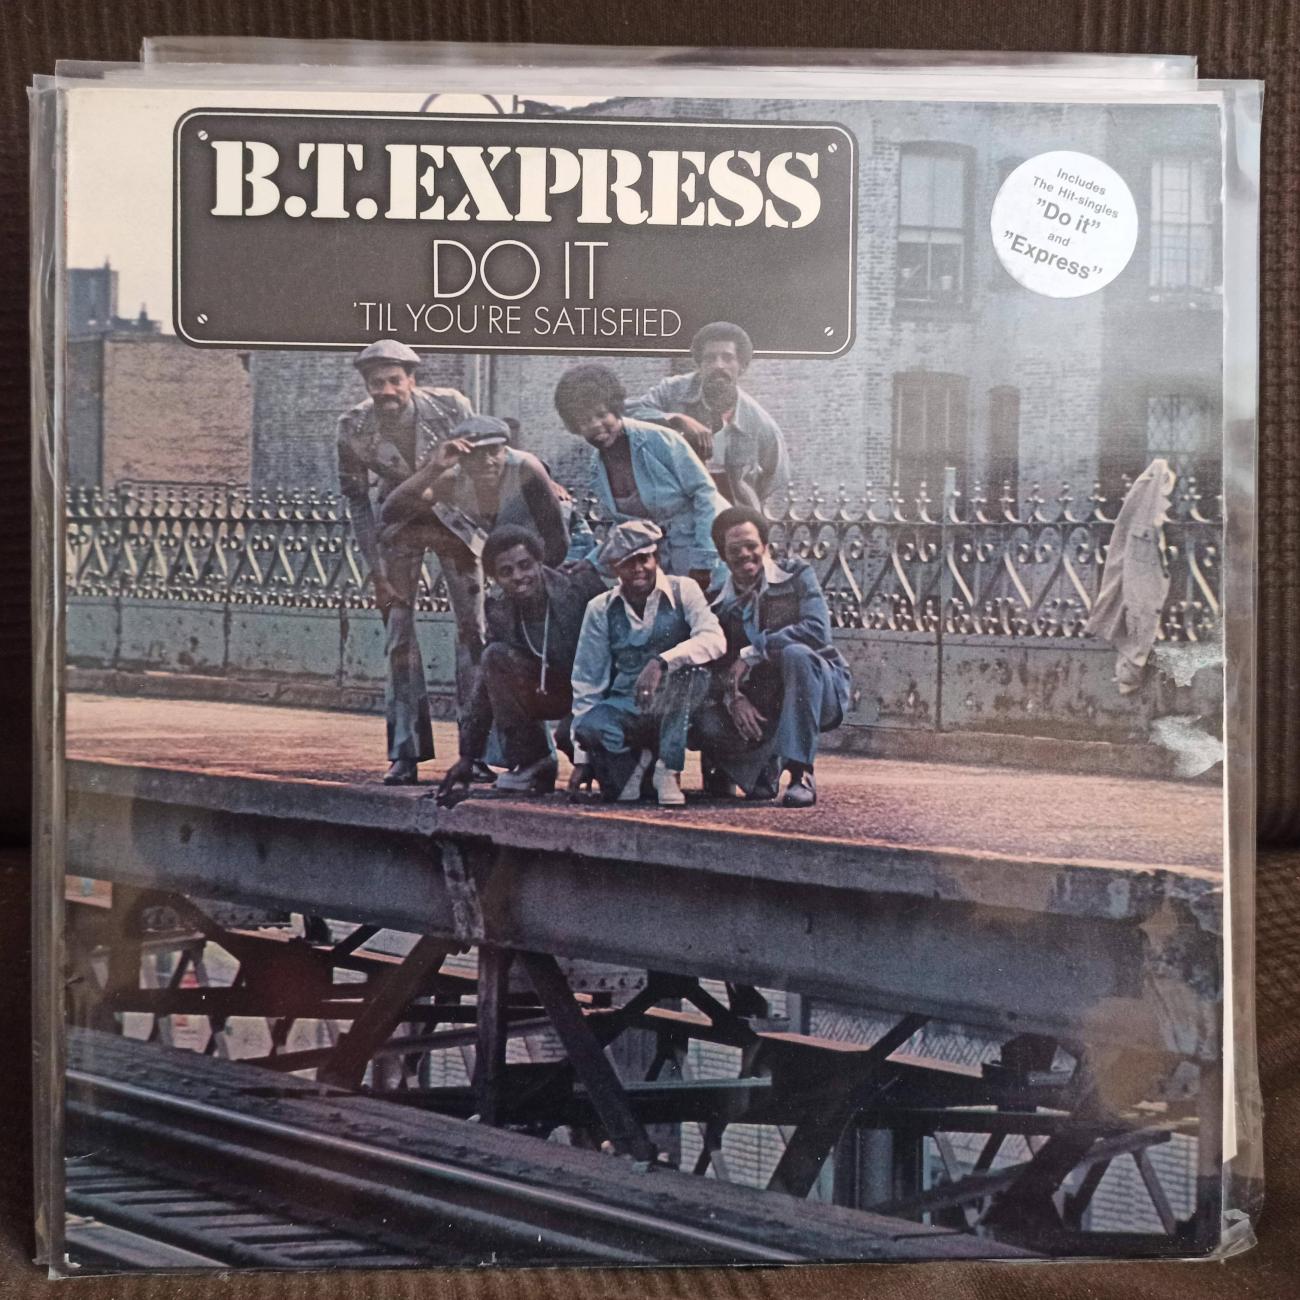 B.T.EXPRESS
DO IT
'TIL YOU'RE SATISFIED
Includes
The Hit-singles
”Do it”
and
”Express”